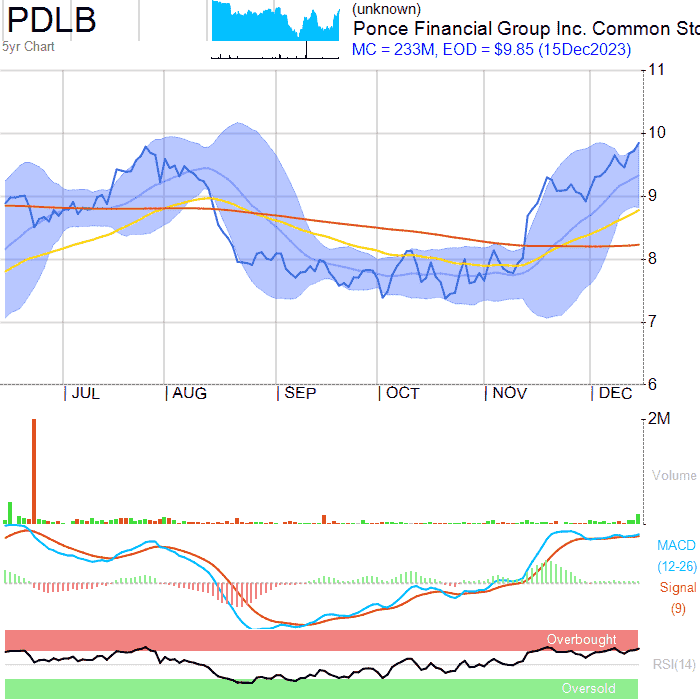 PDLB
5yr Chart
(unknown)
Ponce Financial Group Inc. Common Sto
MC = 233M, EOD = $9.85 (15Dec2023)
11
10
9
8
7
6
JUL AUG SEP OCT NOV DEC
2M
Volume
MACD
(12-26)
Signal
(9)
Overbought
RSI(14)
Oversold